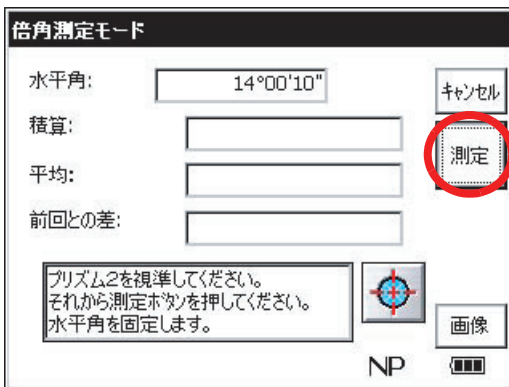 倍角測定モード
水平角: 14°00'10"
キャンセル
積算:
測定
平均:
前回との差:
プリズム2を視準してください。
それから測定ボタンを押してください。
水平角を固定します。
画像
NP